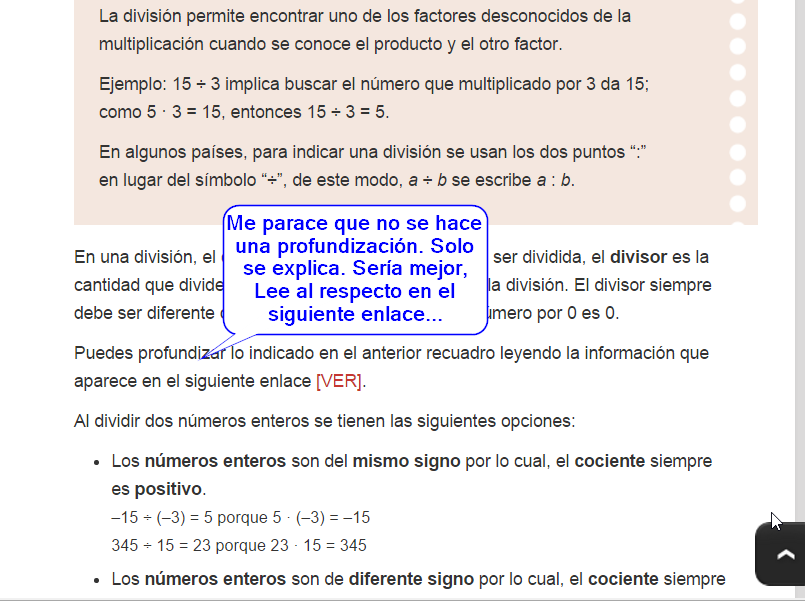 La división permite encontrar uno de los factores desconocidos de la
multiplicación cuando se conoce el producto y el otro factor.
Ejemplo: 15 ÷ 3 implica buscar el número que multiplicado por 3 da 15;
como 5 · 3 = 15, entonces 15 ÷ 3 = 5.
En algunos países, para indicar una división se usan los dos puntos “:”
en lugar del símbolo “÷”, de este modo, a ÷ b se escribe a : b.
Me parace que no se hace
una profundización. Solo
se explica. Sería mejor,
Lee al respecto en el
siguiente enlace...
En una división, el ser dividida, el divisor es la
cantidad que divide la división. El divisor siempre
debe ser diferente por 0 es 0.
Puedes profundizar lo indicado en el anterior recuadro leyendo la información que
aparece en el siguiente enlace [VER].
Al dividir dos números enteros se tienen las siguientes opciones:
• Los números enteros son del mismo signo por lo cual, el cociente siempre
es positivo.
–15 ÷ (–3) = 5 porque 5 · (–3) = –15
345 ÷ 15 = 23 porque 23 · 15 = 345
• Los números enteros son de diferente signo por lo cual, el cociente siempre